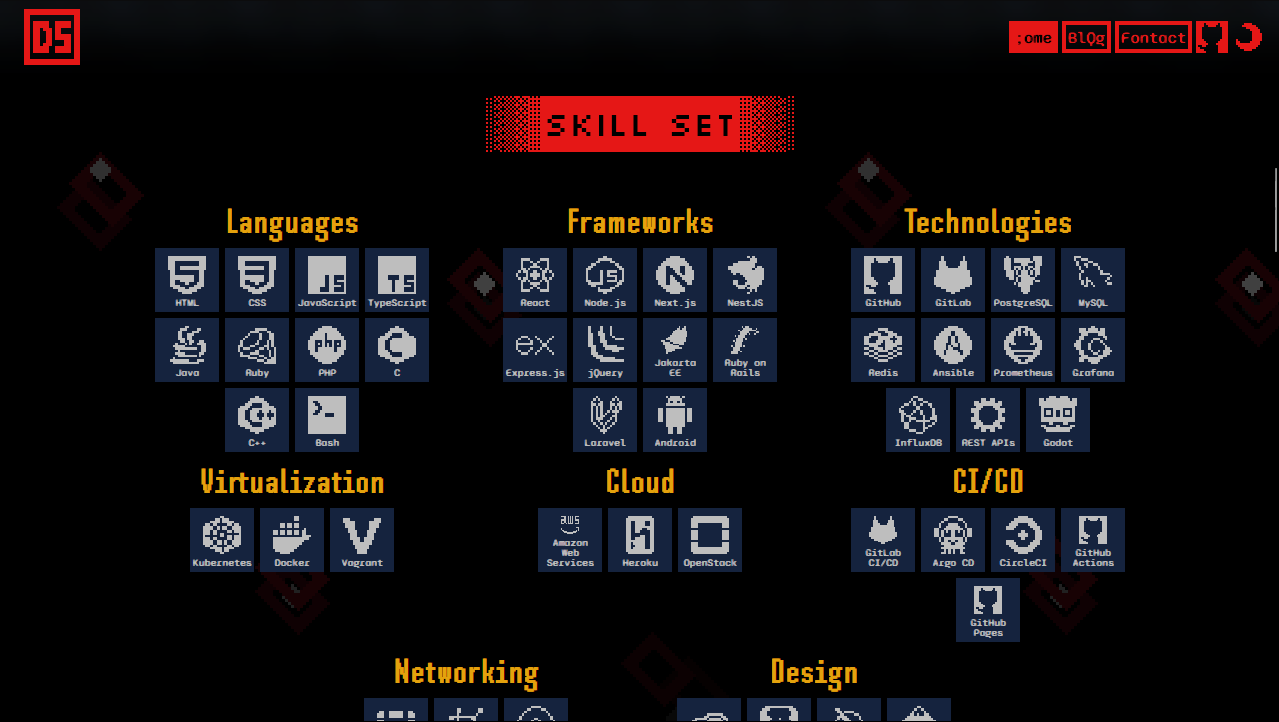 DS
;ome BlQg Fontact
SKILL SET
Languages
HTML CSS JavaScript TypeScript
Java Ruby PHP C
C++ Bash
Frameworks
React Node.js Next.js NestJS
Express.js jQuery Jakarta EE Ruby on Rails
Laravel Android
Technologies
GitHub GitLab PostgreSQL MySQL
Redis Ansible Prometheus Grafana
InfluxDB REST APIs Godot
Virtualization
Kubernetes Docker Vagrant
Cloud
Amazon Web Services Heroku OpenStack
CI/CD
GitLab CI/CD Argo CD CircleCI GitHub Actions
GitHub Pages
Networking
Design